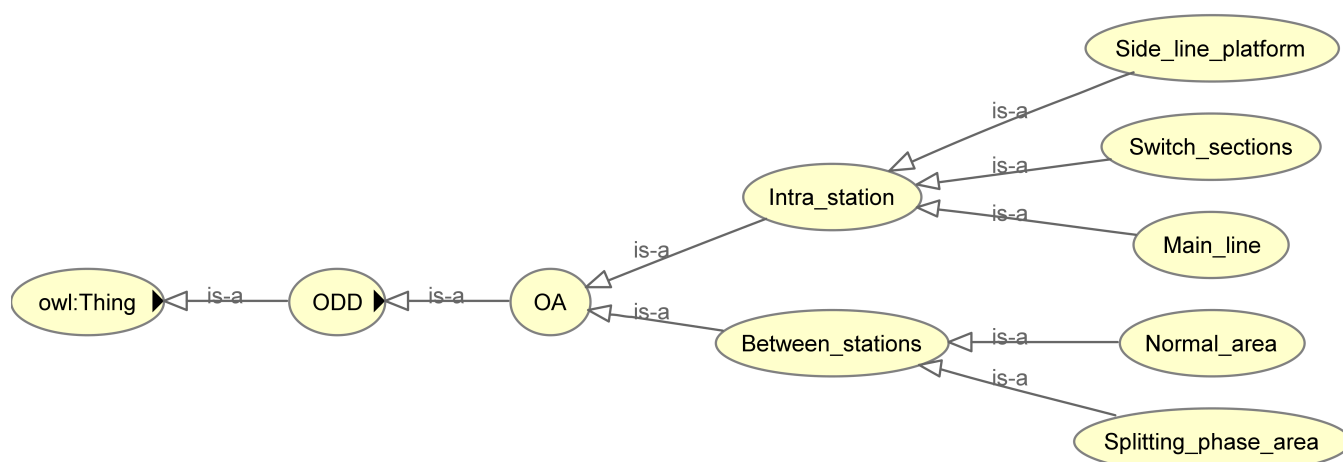 Side_line_platform
is-a
Switch_sections
is-a
Intra_station
is-a
Main_line
is-a
owl:Thing
is-a
ODD
is-a
OA
is-a
Between_stations
is-a
Normal_area
is-a
Splitting_phase_area